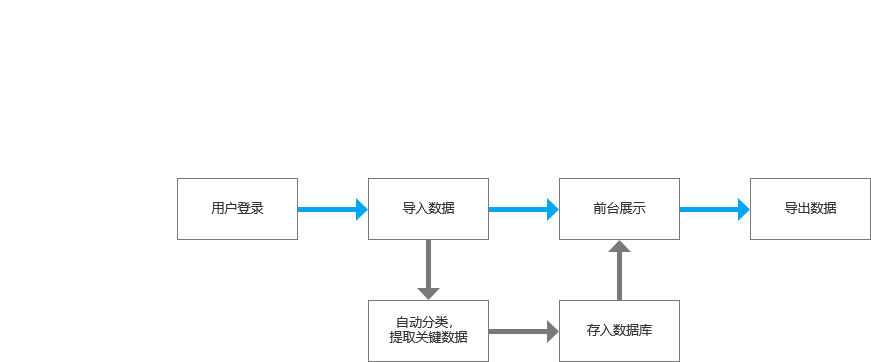 用户登录
导入数据
前台展示
导出数据
自动分类，
提取关键数据
存入数据库